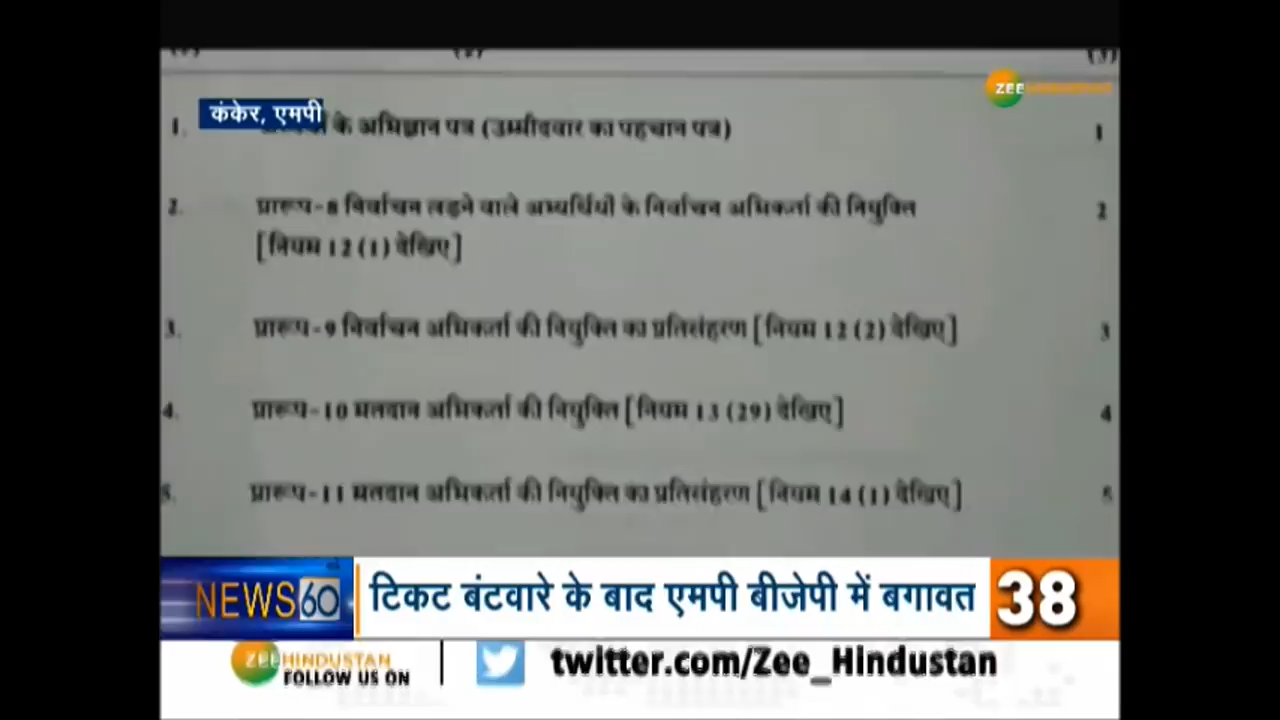 कंकेर, एमपी
ZEE HINDUSTAN
1. के अभिज्ञान पत्र (उम्मीदवार का पहचान पत्र) 1
2. प्रारूप-8 निर्वाचन लड़ने वाले अभ्यर्थियों के निर्वाचन अभिकर्ता की नियुक्ति 2
[नियम 12 (1) देखिए]
3. प्रारूप-9 निर्वाचन अभिकर्ता की नियुक्ति का प्रतिसंहरण [नियम 12 (2) देखिए] 3
4. प्रारूप-10 मतदान अभिकर्ता की नियुक्ति [नियम 13 (29) देखिए] 4
5. प्रारूप-11 मतदान अभिकर्ता की नियुक्ति का प्रतिसंहरण [नियम 14 (1) देखिए] 5
NEWS60 टिकट बंटवारे के बाद एमपी बीजेपी में बगावत 38
ZEE HINDUSTAN
FOLLOW US ON twitter.com/Zee_Hindustan